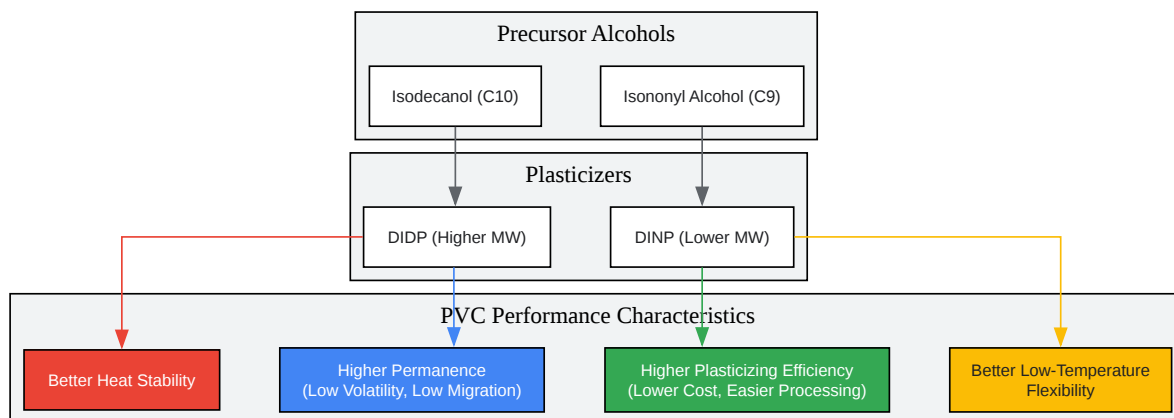 Precursor Alcohols
Isodecanol (C10)
Isononyl Alcohol (C9)
Plasticizers
DIDP (Higher MW)
DINP (Lower MW)
PVC Performance Characteristics
Better Heat Stability
Higher Permanence
(Low Volatility, Low Migration)
Higher Plasticizing Efficiency
(Lower Cost, Easier Processing)
Better Low-Temperature
Flexibility